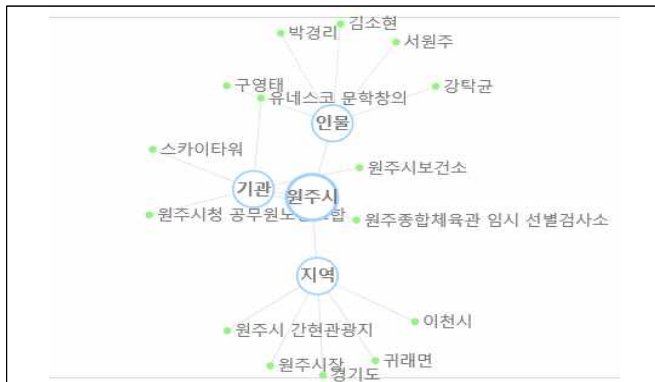 김소현
박경리
서원주
구영태
강탁균
유네스코 문학창의
인물
스카이타워
원주시보건소
기관
원주시
원주시청 공무원노동조합
원주종합체육관 임시 선별검사소
지역
이천시
원주시 간현관광지
귀래면
원주시장
경기도